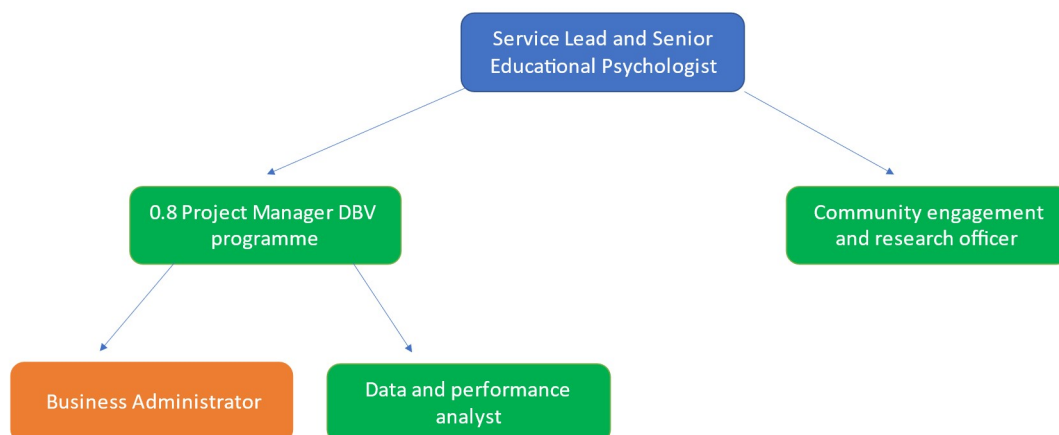 Service Lead and Senior
Educational Psychologist
0.8 Project Manager DBV
programme
Community engagement
and research officer
Business Administrator
Data and performance
analyst